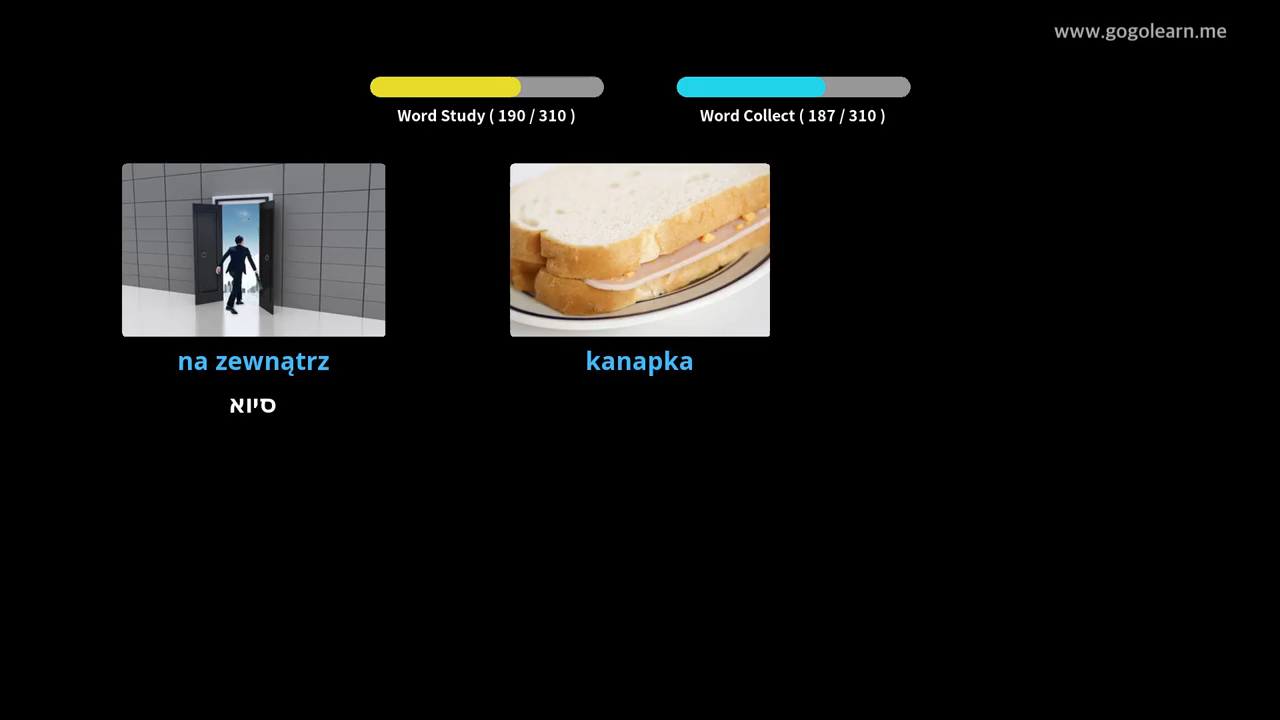 www.gogolearn.me
Word Study ( 190 / 310 )
Word Collect ( 187 / 310 )
na zewnątrz
kanapka
סיוא